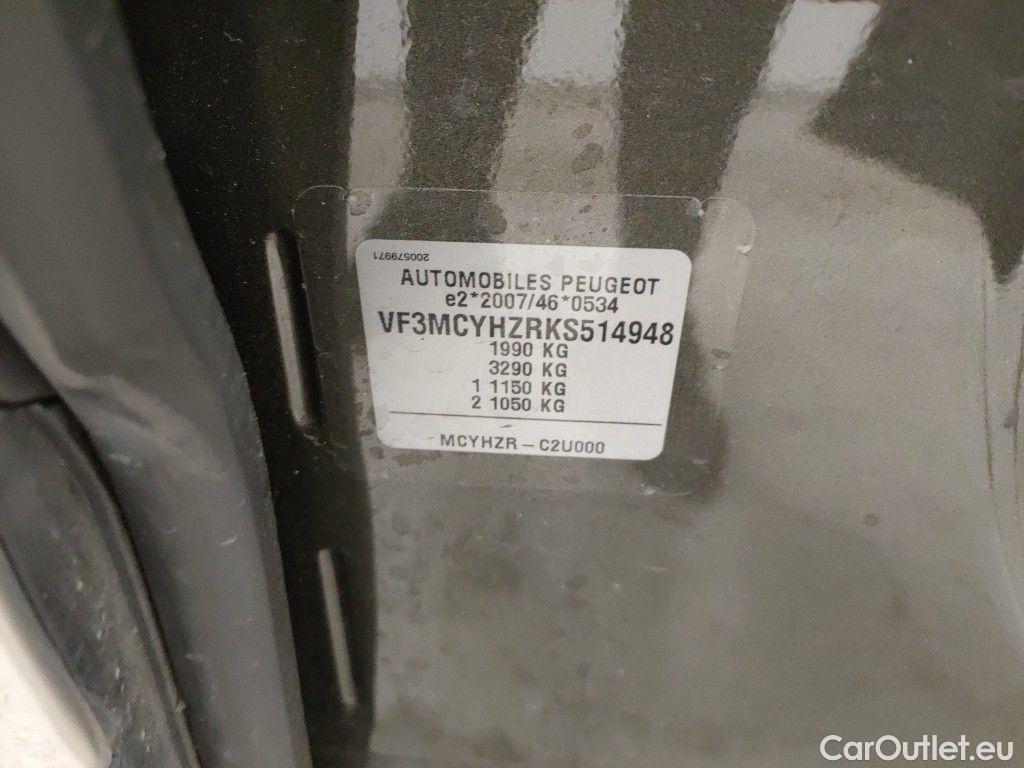 200579971
AUTOMOBILES PEUGEOT
e2*2007/46*0534
VF3MCYHZRKS514948
1990 KG
3290 KG
1 1150 KG
2 1050 KG
MCYHZR – C2U000
CarOutlet.eu